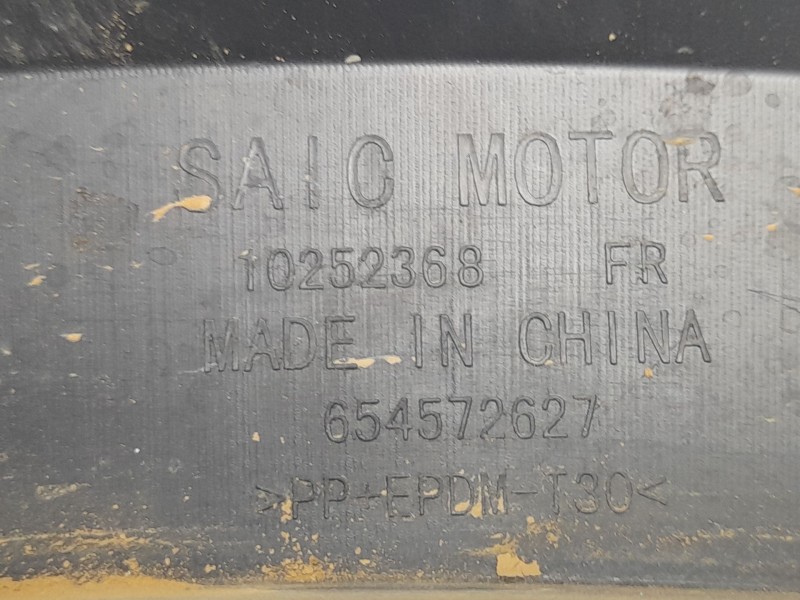 SAIC MOTOR
10252368 FR
MADE IN CHINA
654572627
>PP+EPDM-T30<